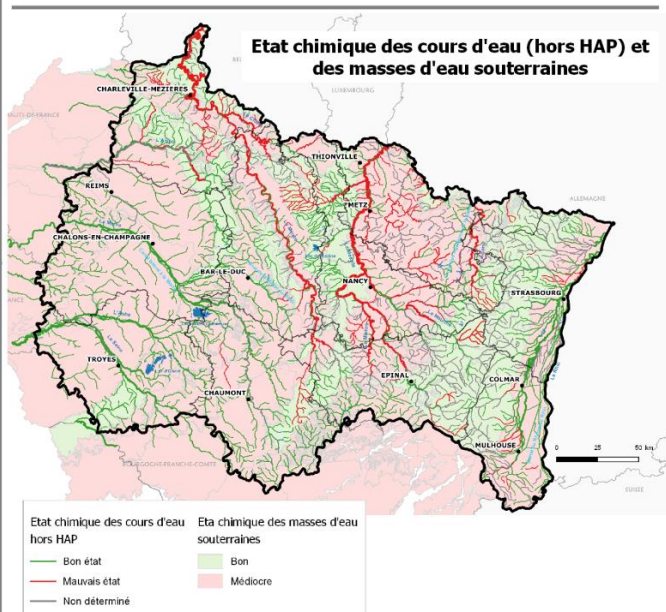 Etat chimique des cours d'eau (hors HAP) et
des masses d'eau souterraines
LUXEMBOURG
CHARLEVILLE-MEZIERES
HAUTS-DE-FRANCE
THIONVILLE
REIMS
METZ
ALLEMAGNE
CHALONS-EN-CHAMPAGNE
BAR-LE-DUC
NANCY
STRASBOURG
TROYES
EPINAL
COLMAR
CHAUMONT
MULHOUSE
0 25 50 km
BOURGOGNE-FRANCHE-COMTE
SUISSE
Etat chimique des cours d'eau
hors HAP
Bon état
Mauvais état
Non déterminé
Eta chimique des masses d'eau
souterraines
Bon
Médiocre